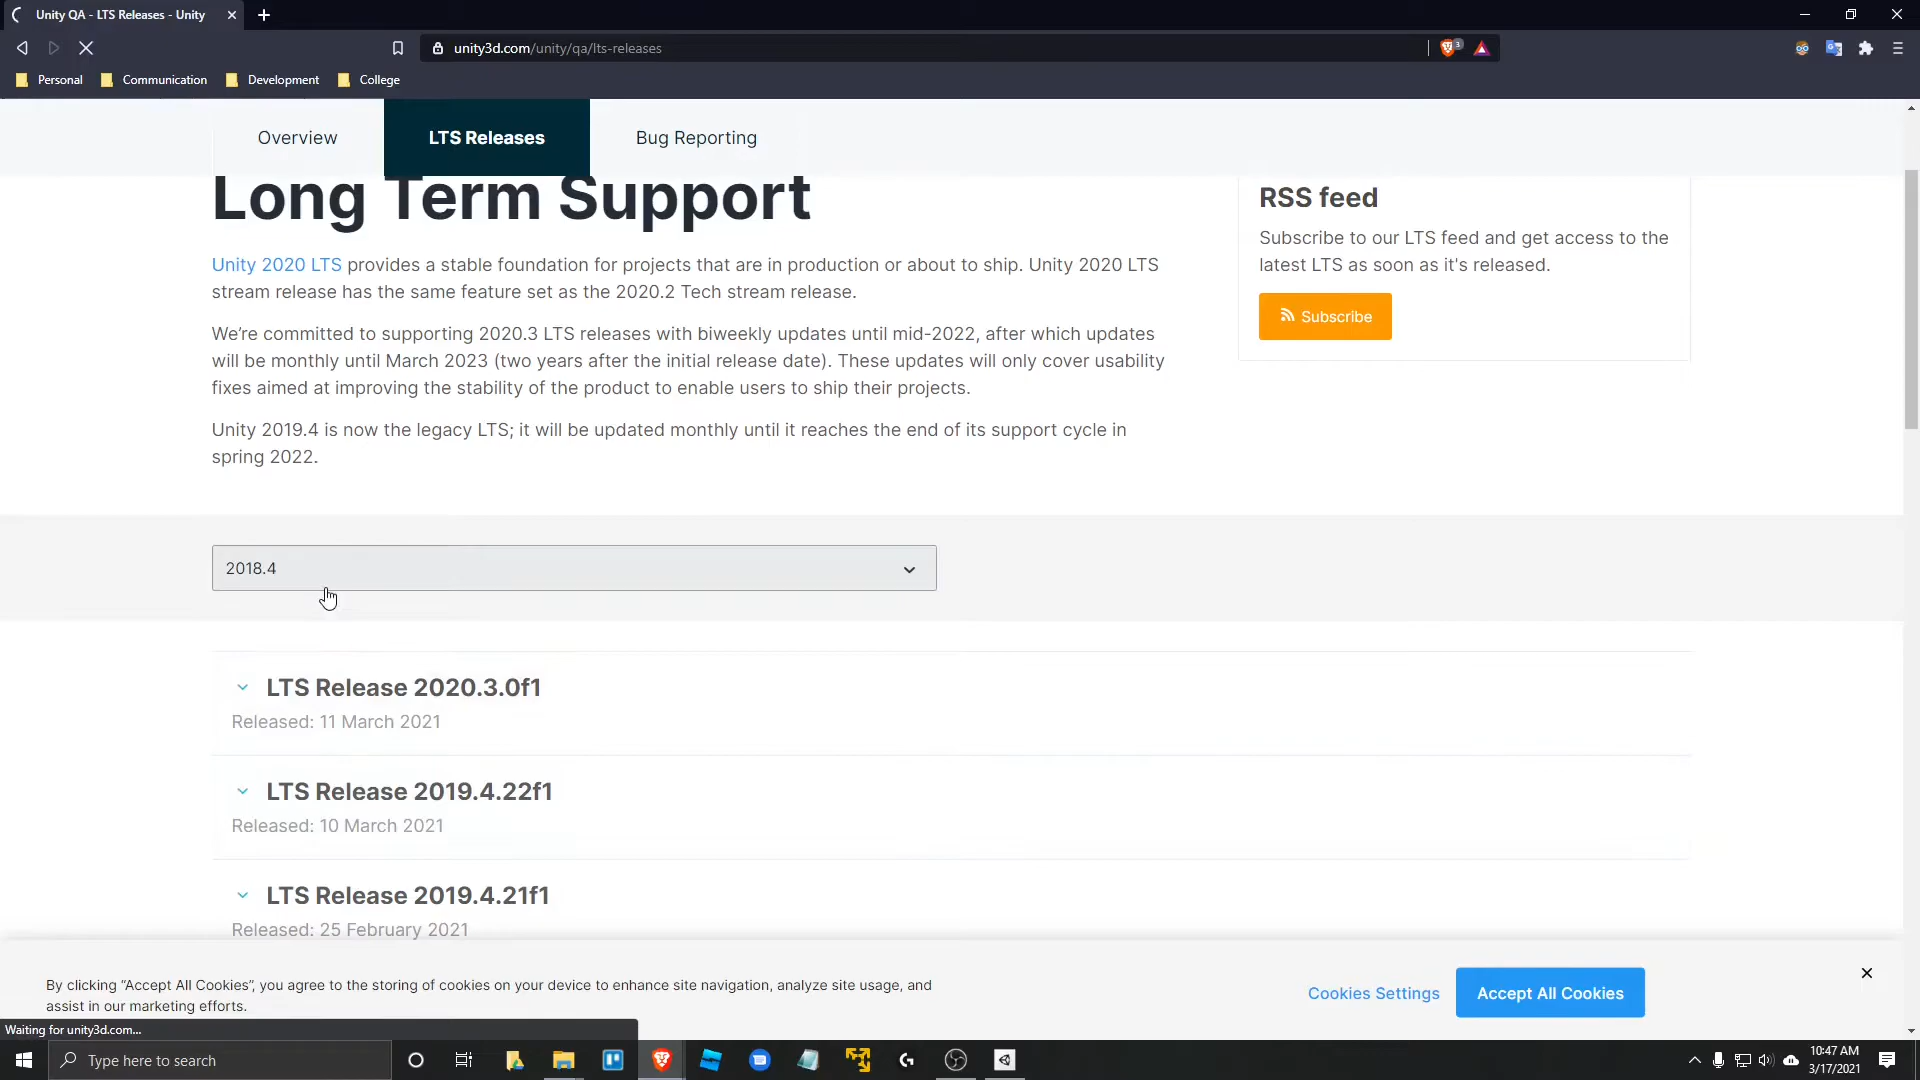 Unity QA - LTS Releases - Unity
unity3d.com/unity/qa/lts-releases
3
Personal
Communication
Development
College
Overview
LTS Releases
Bug Reporting
Long Term Support
Unity 2020 LTS provides a stable foundation for projects that are in production or about to ship. Unity 2020 LTS
stream release has the same feature set as the 2020.2 Tech stream release.
We’re committed to supporting 2020.3 LTS releases with biweekly updates until mid-2022, after which updates
will be monthly until March 2023 (two years after the initial release date). These updates will only cover usability
fixes aimed at improving the stability of the product to enable users to ship their projects.
Unity 2019.4 is now the legacy LTS; it will be updated monthly until it reaches the end of its support cycle in
spring 2022.
RSS feed
Subscribe to our LTS feed and get access to the
latest LTS as soon as it's released.
Subscribe
2018.4
LTS Release 2020.3.0f1
Released: 11 March 2021
LTS Release 2019.4.22f1
Released: 10 March 2021
LTS Release 2019.4.21f1
Released: 25 February 2021
By clicking “Accept All Cookies”, you agree to the storing of cookies on your device to enhance site navigation, analyze site usage, and
assist in our marketing efforts.
Cookies Settings
Accept All Cookies
Waiting for unity3d.com...
Type here to search
10:47 AM
3/17/2021